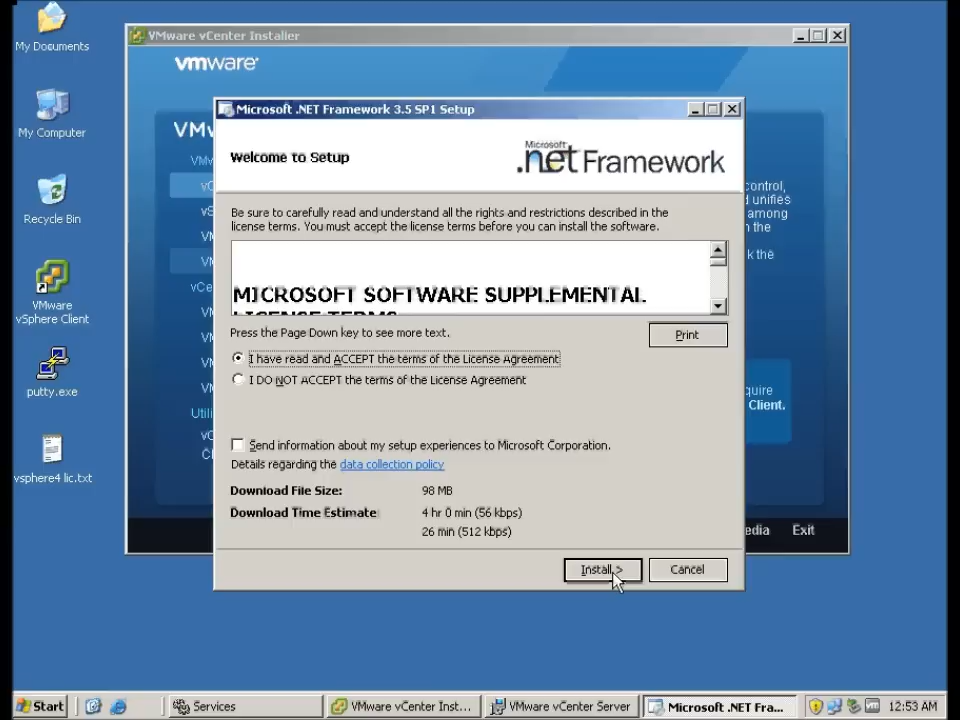 My Documents
My Computer
Recycle Bin
VMware
vSphere Client
putty.exe
vsphere4 lic.txt
VMware vCenter Installer
vmware
Microsoft .NET Framework 3.5 SP1 Setup
Welcome to Setup
Microsoft
.net Framework
Be sure to carefully read and understand all the rights and restrictions described in the
license terms. You must accept the license terms before you can install the software.
MICROSOFT SOFTWARE SUPPLEMENTAL
LICENSE TERMS
Press the Page Down key to see more text.
Print
I have read and ACCEPT the terms of the License Agreement
I DO NOT ACCEPT the terms of the License Agreement
Send information about my setup experiences to Microsoft Corporation.
Details regarding the data collection policy
Download File Size: 98 MB
Download Time Estimate: 4 hr 0 min (56 kbps)
26 min (512 kbps)
Install >
Cancel
control,
unifies
among
the
the
Client.
Exit
Start
Services
VMware vCenter Inst...
VMware vCenter Server
Microsoft .NET Fra...
12:53 AM